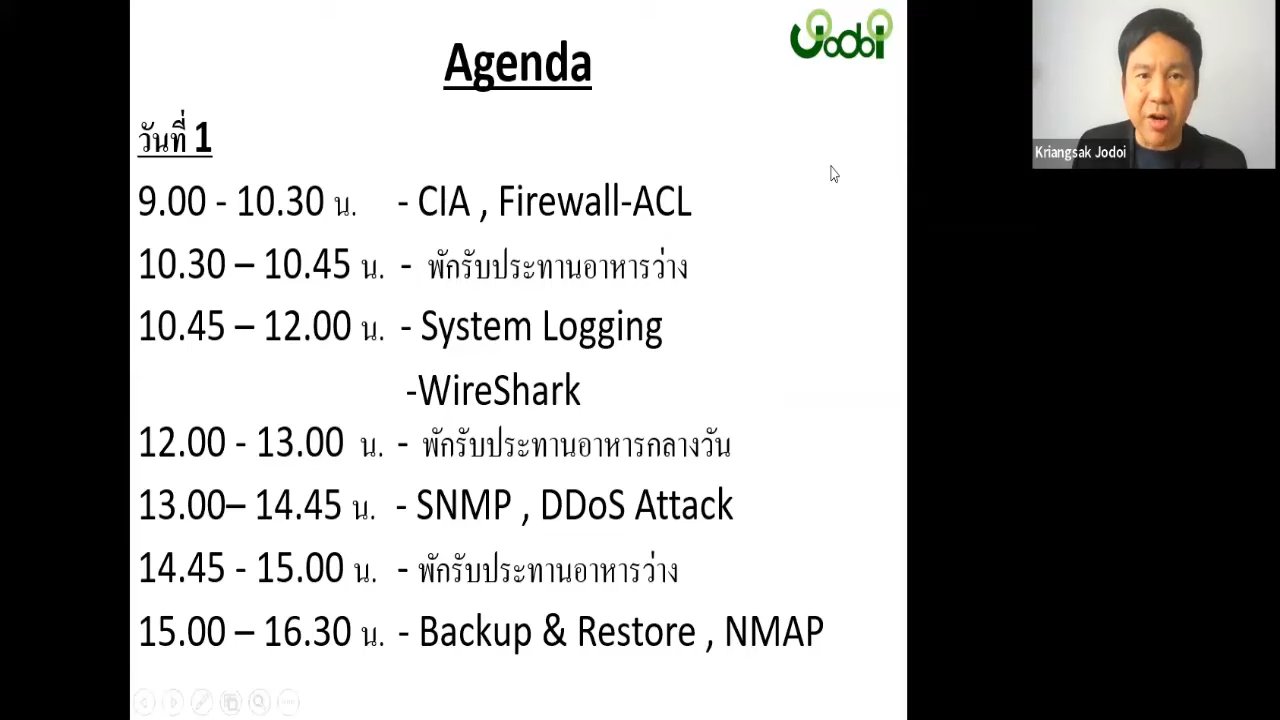 Agenda
Jodoi
Kriangsak Jodoi
วันที่ 1
9.00 - 10.30 น. - CIA , Firewall-ACL
10.30 – 10.45 น. - พักรับประทานอาหารว่าง
10.45 – 12.00 น. - System Logging
-WireShark
12.00 - 13.00 น. - พักรับประทานอาหารกลางวัน
13.00– 14.45 น. - SNMP , DDoS Attack
14.45 - 15.00 น. - พักรับประทานอาหารว่าง
15.00 – 16.30 น. - Backup & Restore , NMAP